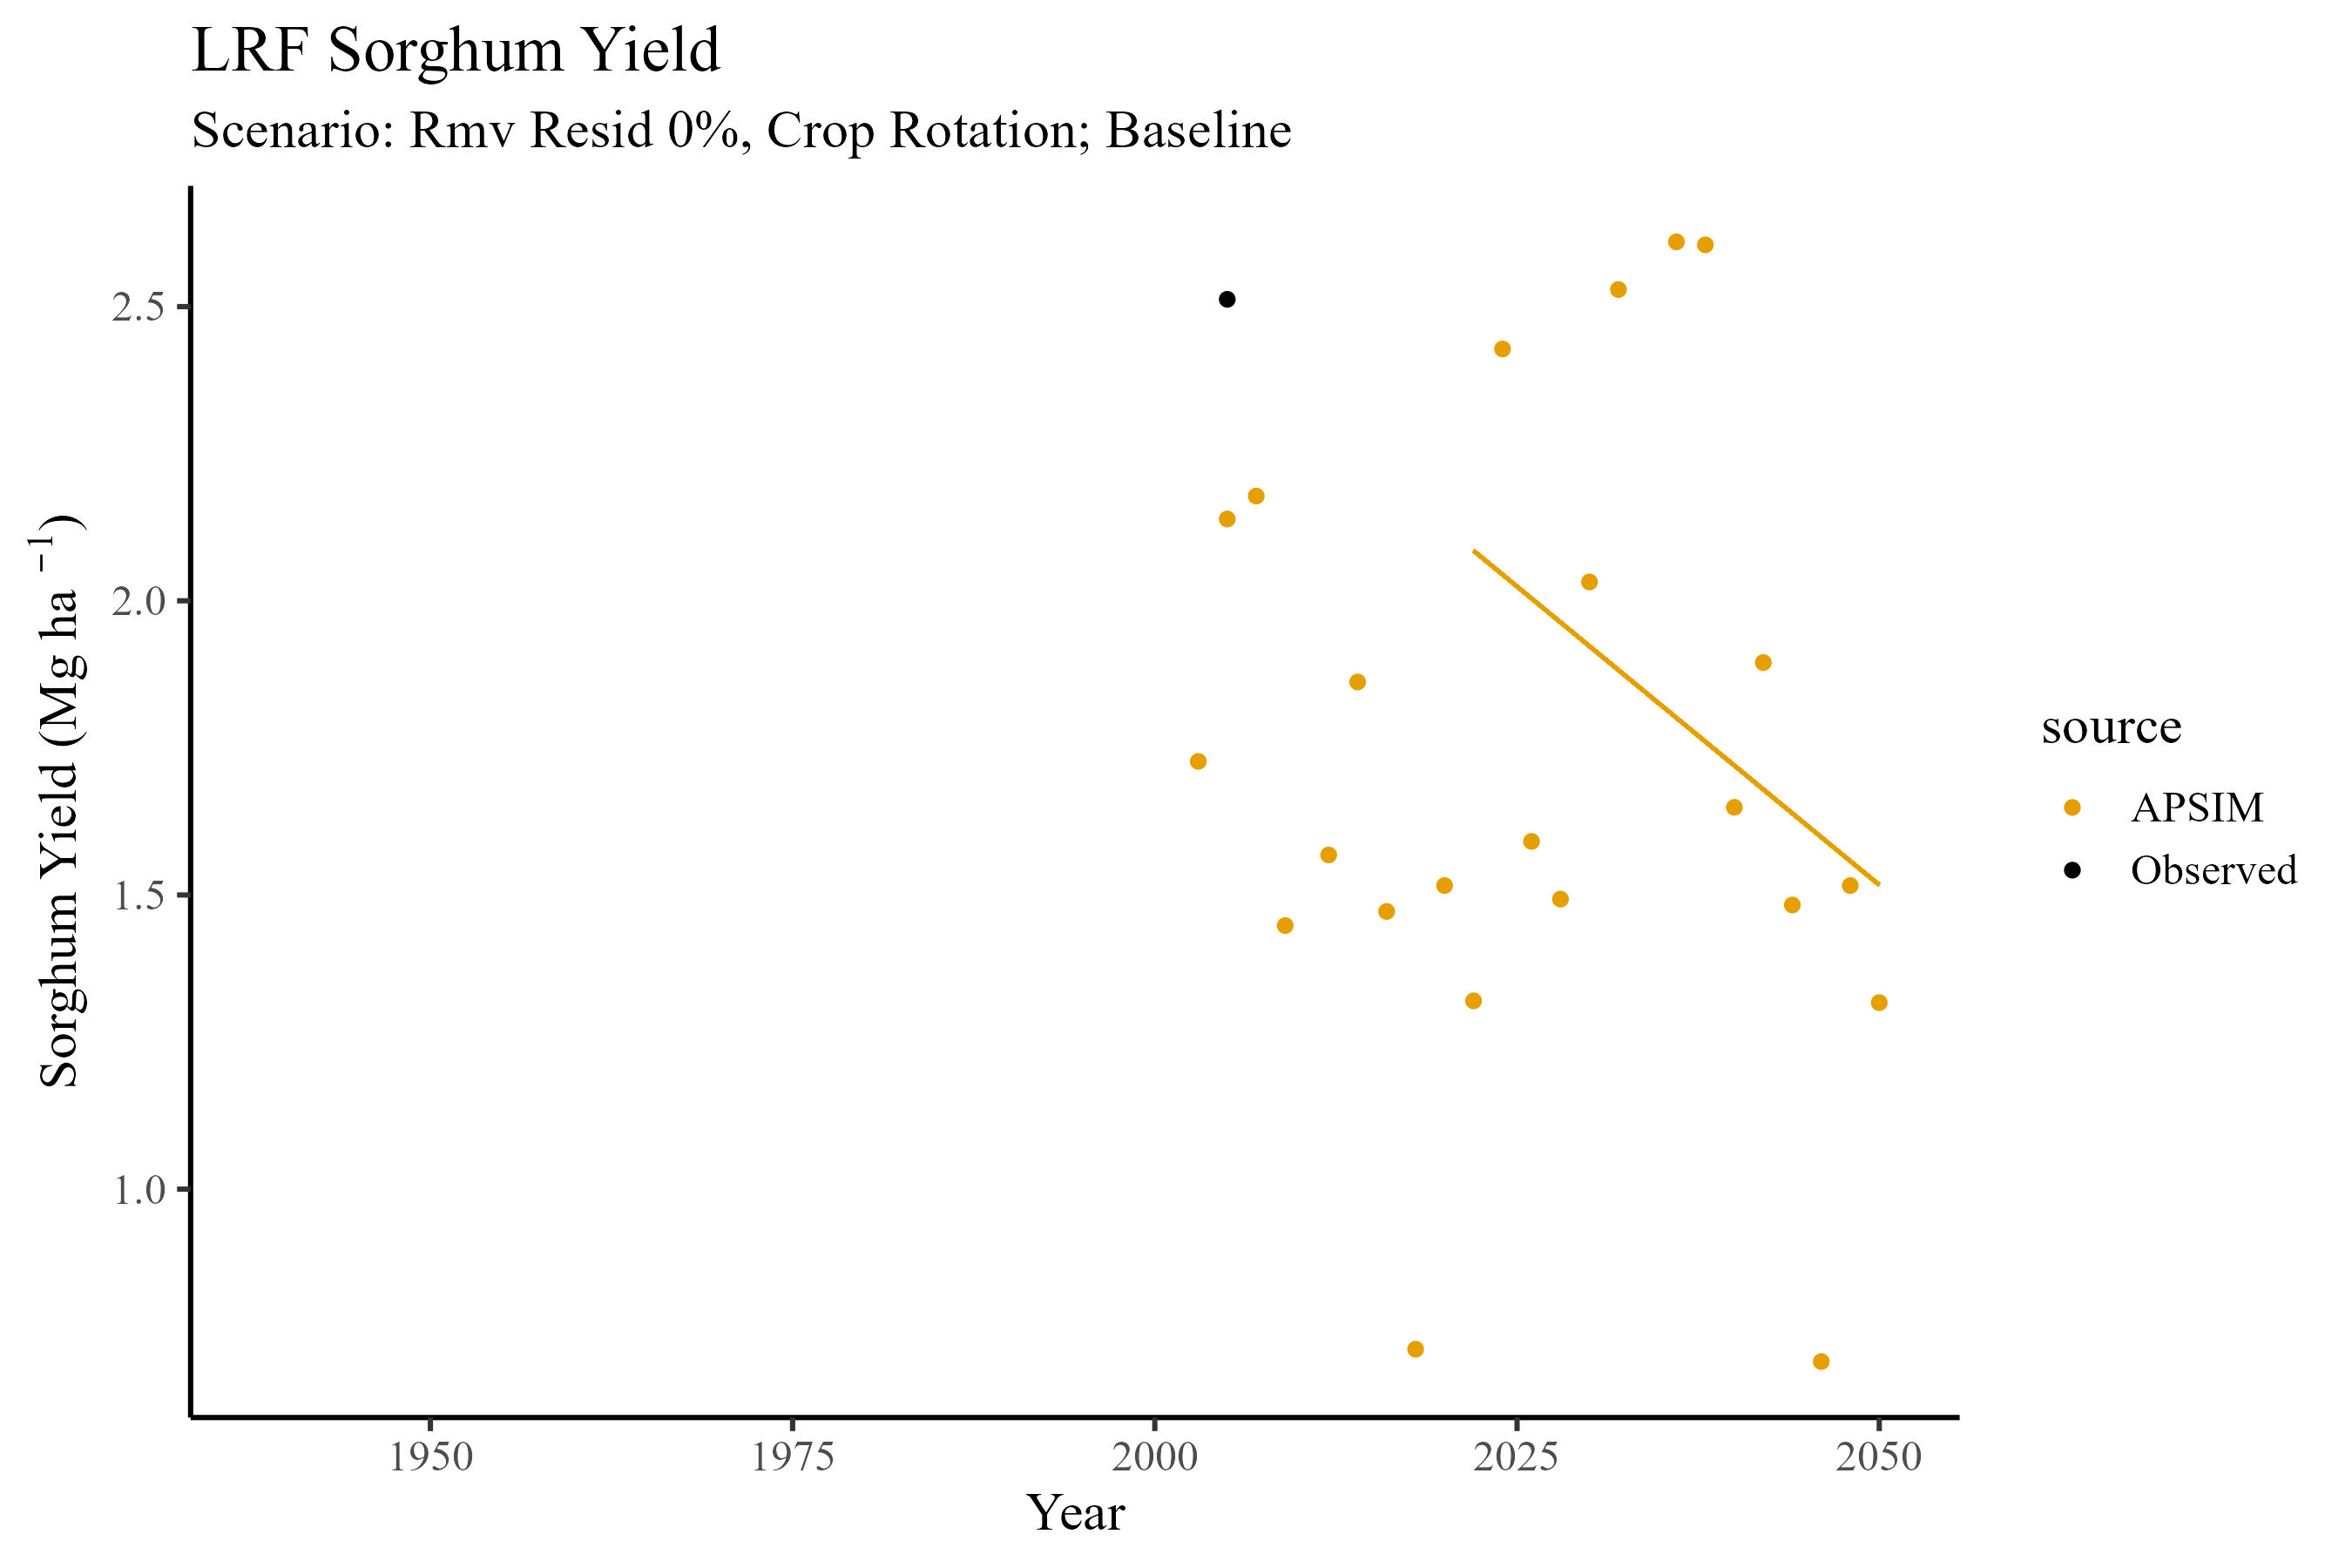 LRF Sorghum Yield
Scenario: Rmv Resid 0%, Crop Rotation; Baseline
Sorghum Yield (Mg ha ⁻¹)
2.5
2.0
1.5
1.0
1950
1975
2000
2025
2050
Year
source
APSIM
Observed